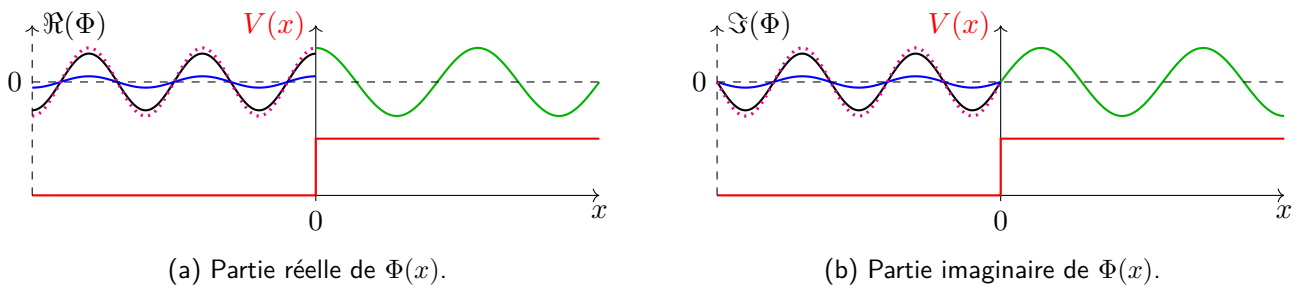 ℜ(Φ)
V(x)
0
0
x
(a) Partie réelle de Φ(x).
ℑ(Φ)
V(x)
0
0
x
(b) Partie imaginaire de Φ(x).